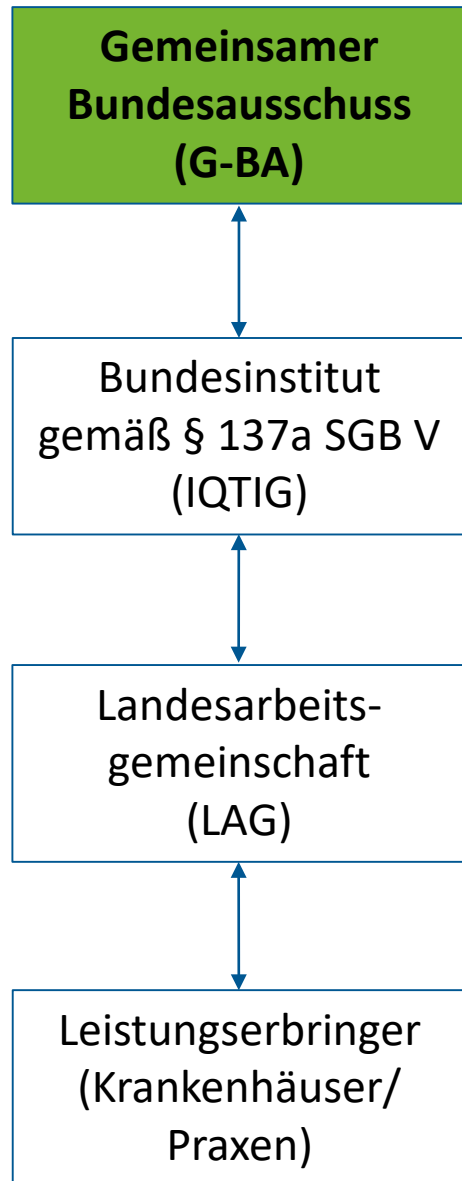 Gemeinsamer
Bundesausschuss
(G-BA)
Bundesinstitut
gemäß § 137a SGB V
(IQTIG)
Landesarbeits-
gemeinschaft
(LAG)
Leistungserbringer
(Krankenhäuser/
Praxen)